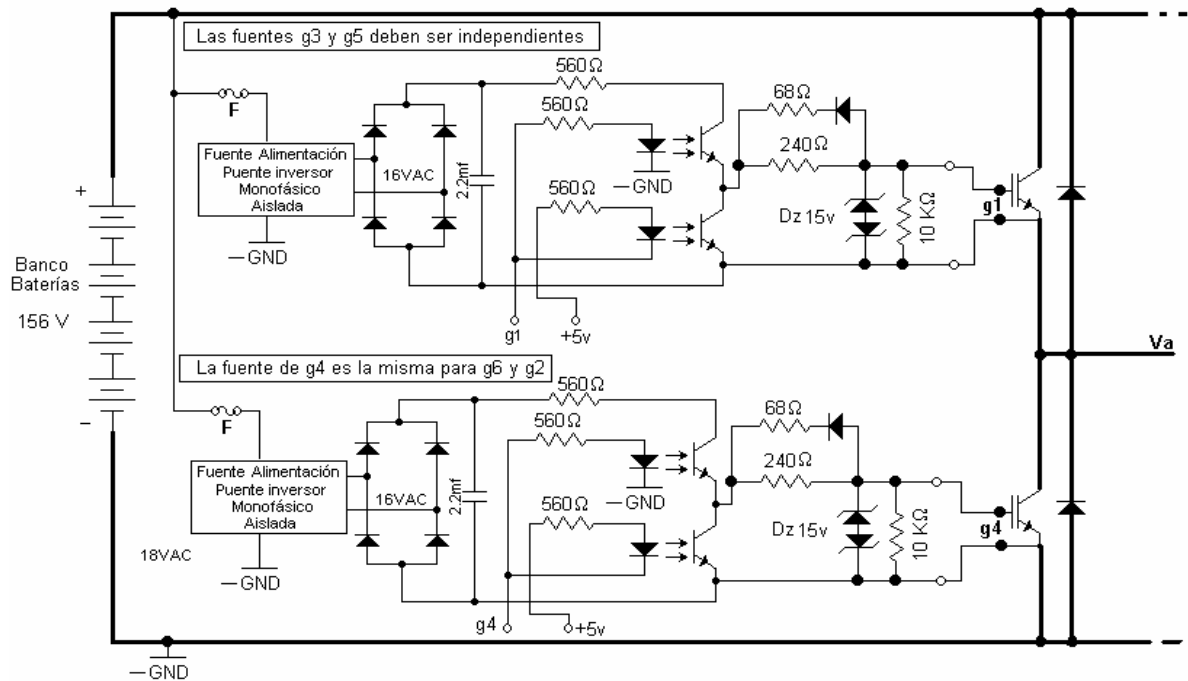 Las fuentes g3 y g5 deben ser independientes
560Ω
68Ω
F
560Ω
240Ω
Fuente Alimentación
Puente inversor
Monofásico
Aislada
16VAC
2.2mf
—GND
560Ω
Dz 15v
10 KΩ
g1
+
—GND
Banco
Baterías
156 V
g1
+5v
Va
La fuente de g4 es la misma para g6 y g2
560Ω
68Ω
–
F
560Ω
240Ω
Fuente Alimentación
Puente inversor
Monofásico
Aislada
16VAC
2.2mf
—GND
560Ω
Dz 15v
10 KΩ
g4
18VAC
—GND
g4
+5v
—GND